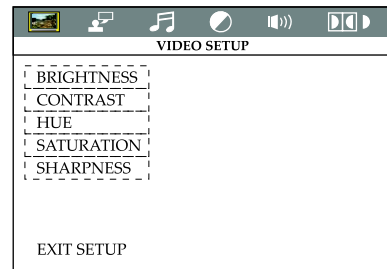 VIDEO SETUP
BRIGHTNESS
CONTRAST
HUE
SATURATION
SHARPNESS
EXIT SETUP